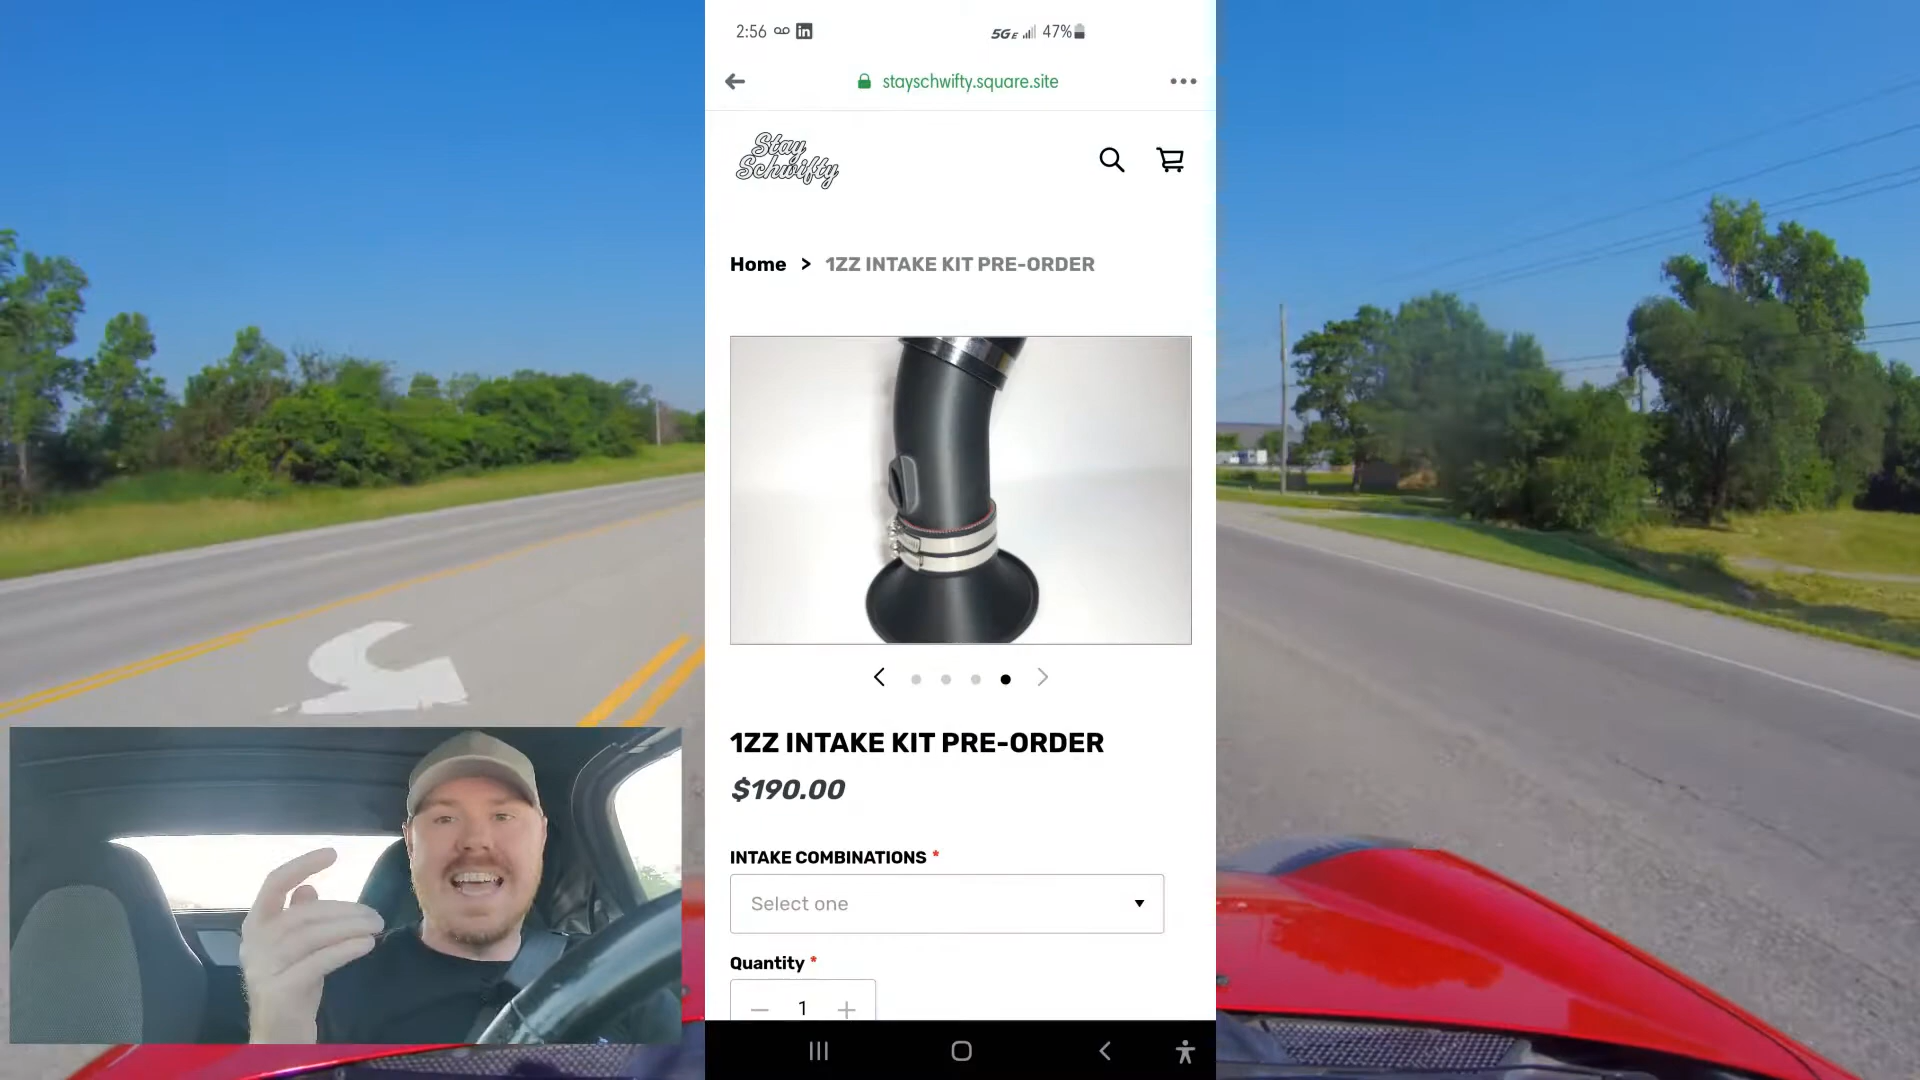 2:56
5GE 47%
stayschwifty.square.site
Stay
Schwifty
Home > 1ZZ INTAKE KIT PRE-ORDER
1ZZ INTAKE KIT PRE-ORDER
$190.00
INTAKE COMBINATIONS *
Select one
Quantity *
1